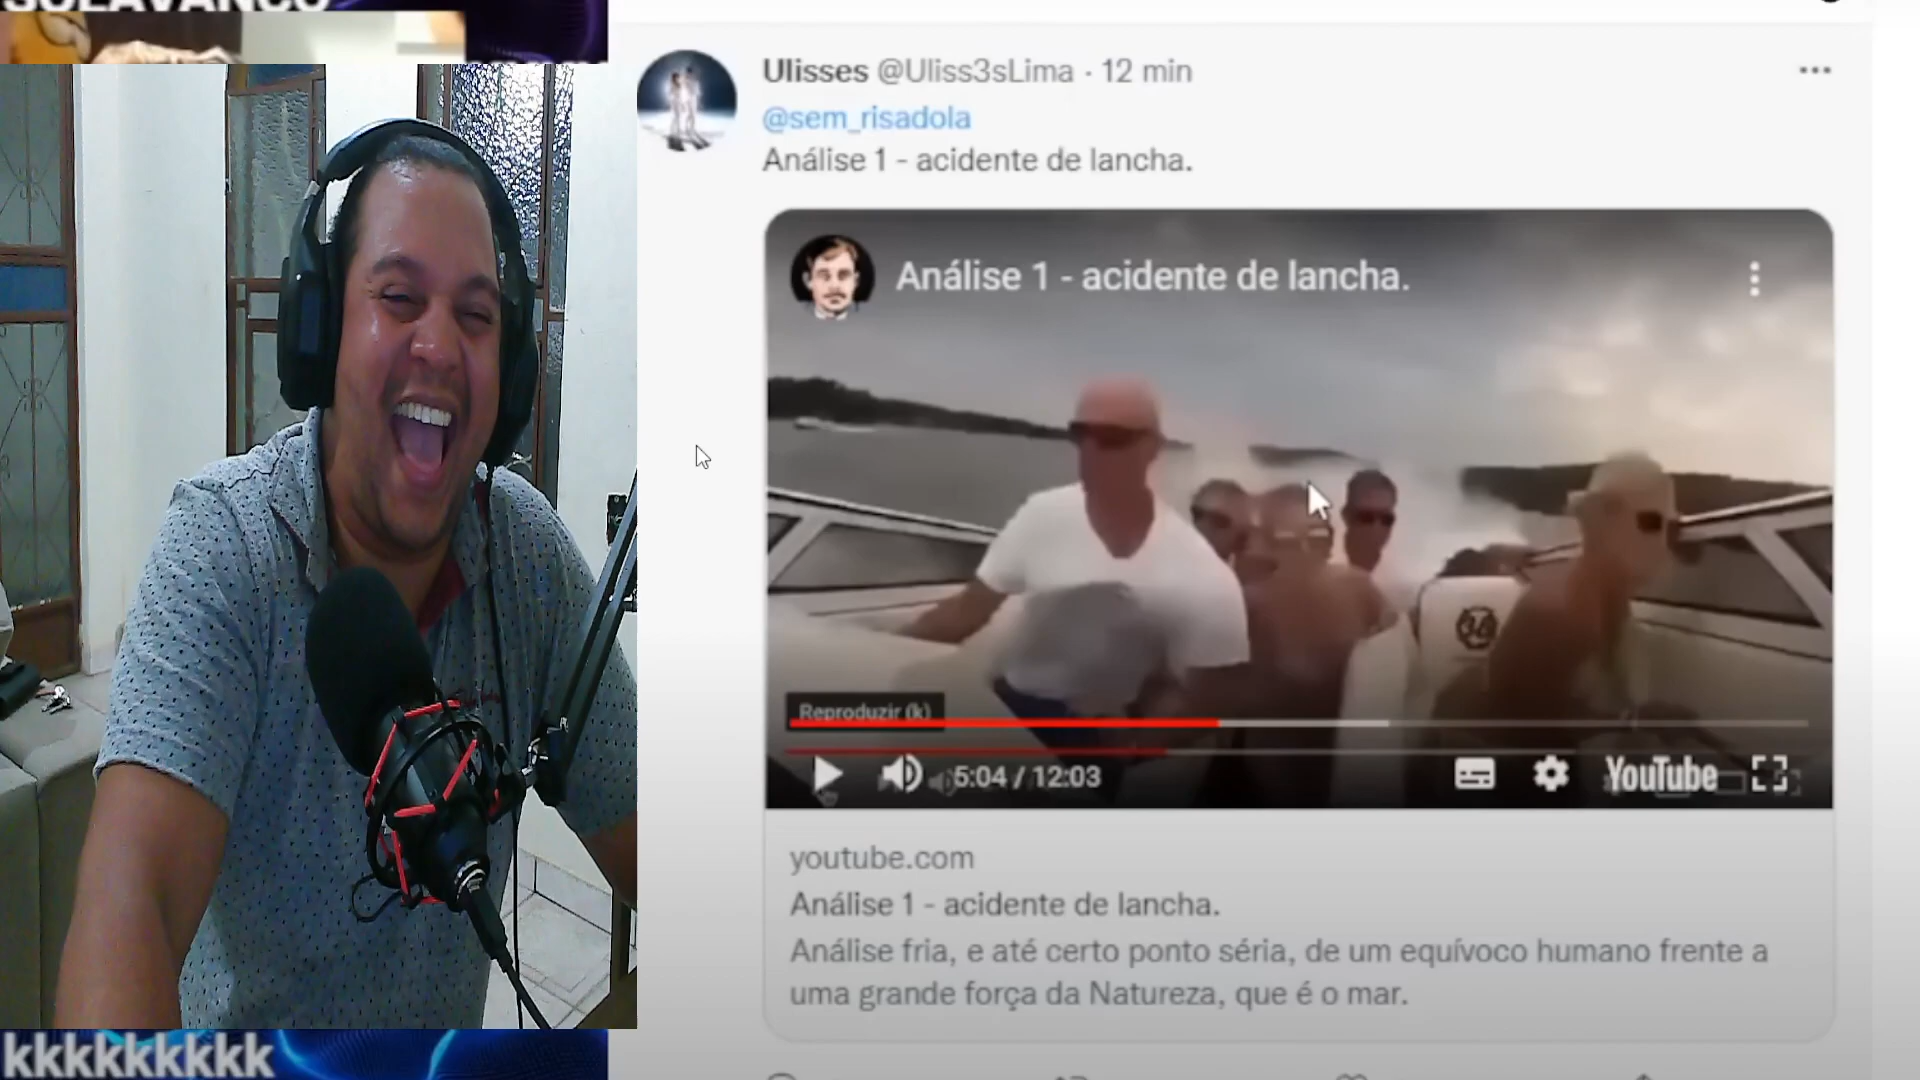 SOLAVANCO
Ulisses @Uliss3sLima · 12 min
@sem_risadola
Análise 1 - acidente de lancha.
Análise 1 - acidente de lancha.
Reproduzir (k)
5:04 / 12:03
YouTube
youtube.com
Análise 1 - acidente de lancha.
Análise fria, e até certo ponto séria, de um equívoco humano frente a
uma grande força da Natureza, que é o mar.
kkkkkkkkk